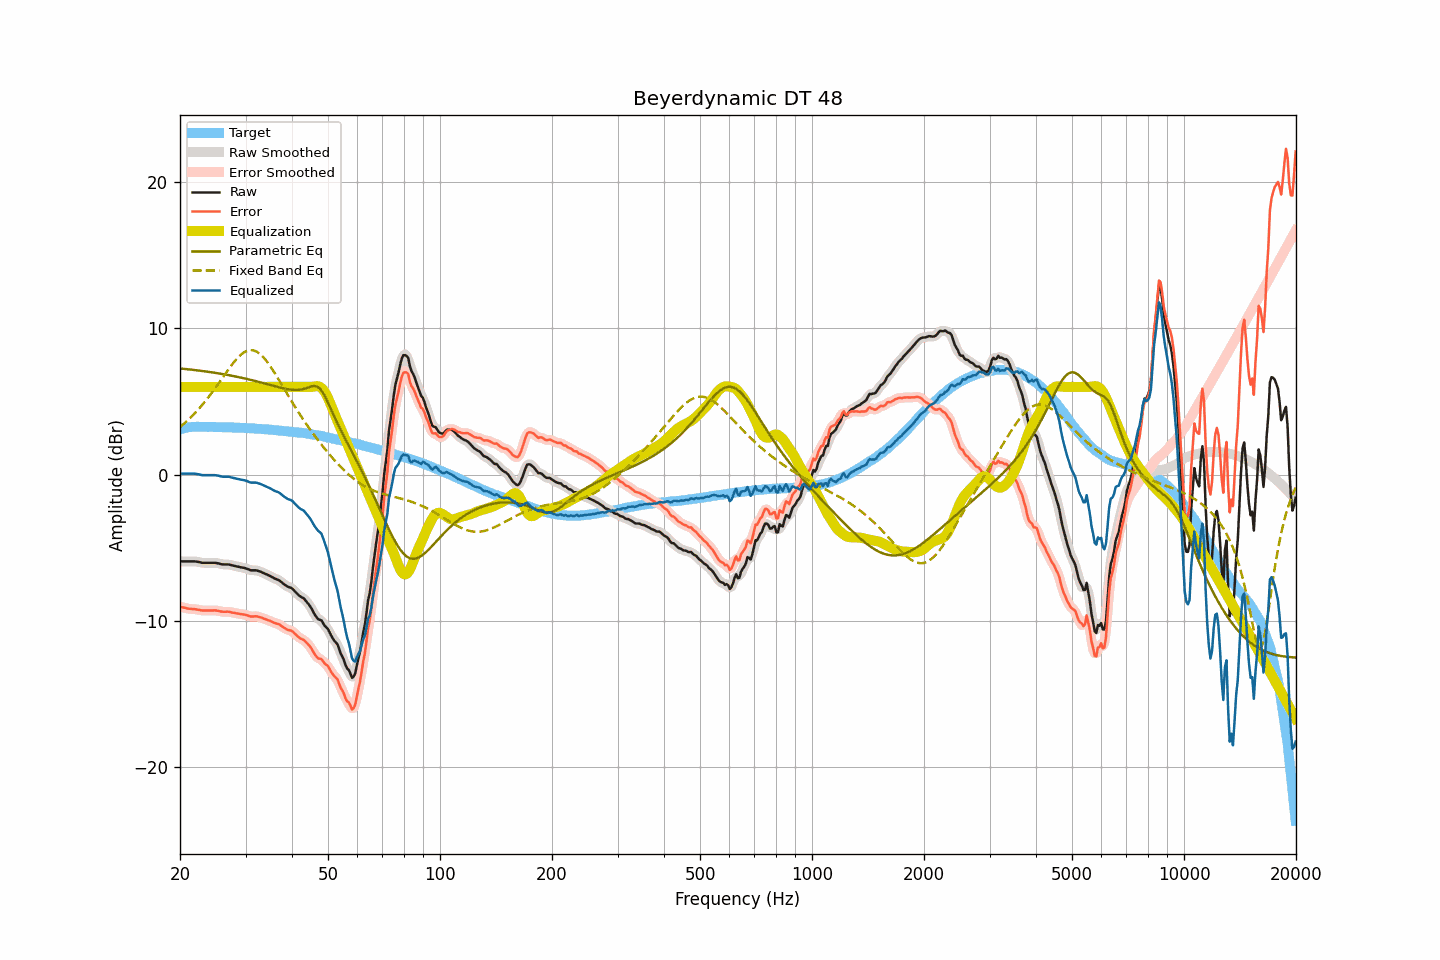 Beyerdynamic DT 48
Target
Raw Smoothed
Error Smoothed
Raw
Error
Equalization
Parametric Eq
Fixed Band Eq
Equalized
Amplitude (dBr)
20
10
0
−10
−20
20 50 100 200 500 1000 2000 5000 10000 20000
Frequency (Hz)